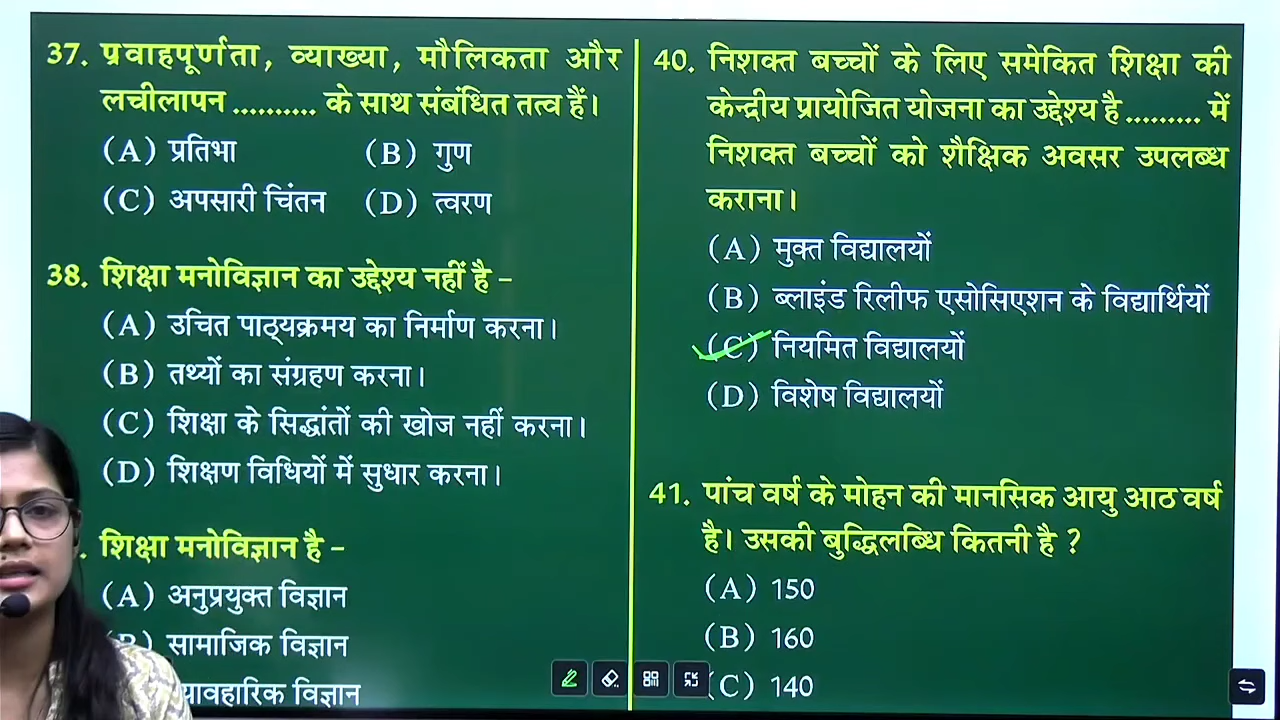 37. प्रवाहपूर्णता, व्याख्या, मौलिकता और
लचीलापन .......... के साथ संबंधित तत्व हैं।
(A) प्रतिभा (B) गुण
(C) अपसारी चिंतन (D) त्वरण
38. शिक्षा मनोविज्ञान का उद्देश्य नहीं है –
(A) उचित पाठ्यक्रमय का निर्माण करना।
(B) तथ्यों का संग्रहण करना।
(C) शिक्षा के सिद्धांतों की खोज नहीं करना।
(D) शिक्षण विधियों में सुधार करना।
. शिक्षा मनोविज्ञान है –
(A) अनुप्रयुक्त विज्ञान
(B) सामाजिक विज्ञान
विज्ञान
40. निशक्त बच्चों के लिए समेकित शिक्षा की
केन्द्रीय प्रायोजित योजना का उद्देश्य है ......... में
निशक्त बच्चों को शैक्षिक अवसर उपलब्ध
कराना।
(A) मुक्त विद्यालयों
(B) ब्लाइंड रिलीफ एसोसिएशन के विद्यार्थियों
(C) नियमित विद्यालयों
(D) विशेष विद्यालयों
41. पांच वर्ष के मोहन की मानसिक आयु आठ वर्ष
है। उसकी बुद्धिलब्धि कितनी है ?
(A) 150
(B) 160
(C) 140